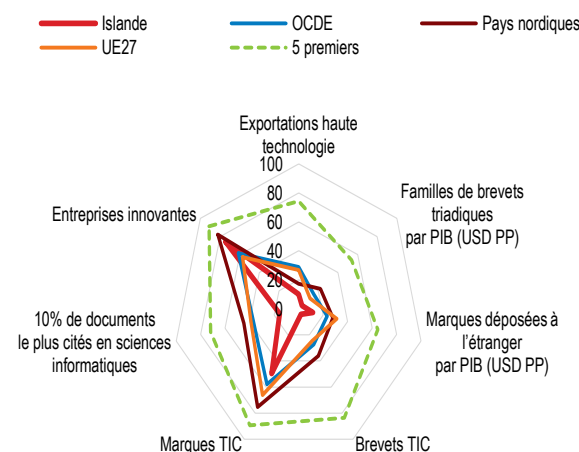 Islande
OCDE
Pays nordiques
UE27
5 premiers
Exportations haute
technologie
100
80
60
40
20
0
Familles de brevets
triadiques
par PIB (USD PP)
Marques déposées à
l'étranger
par PIB (USD PP)
Brevets TIC
Marques TIC
10% de documents
le plus cités en sciences
informatiques
Entreprises innovantes